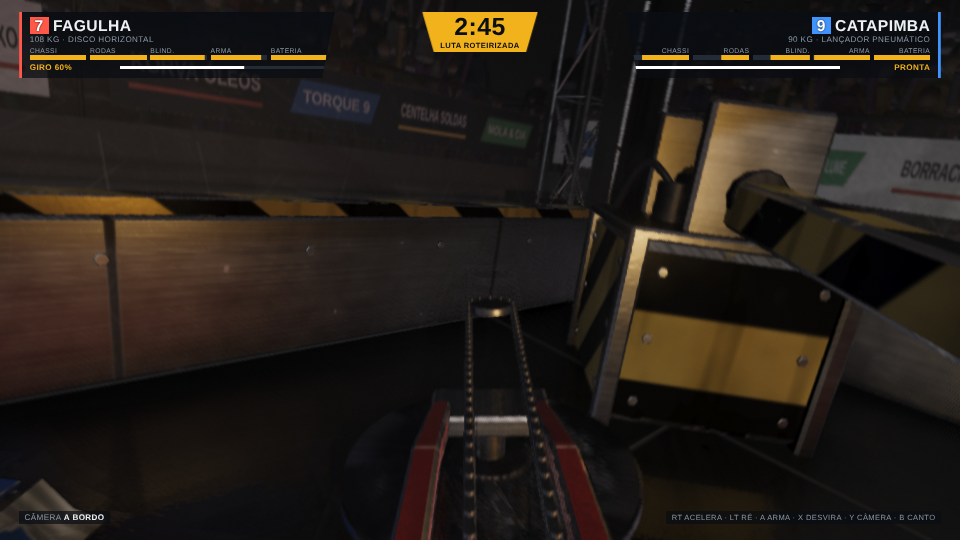 7 FAGULHA
108 KG · DISCO HORIZONTAL
CHASSI RODAS BLIND. ARMA BATERIA
GIRO 60%
2:45
LUTA ROTEIRIZADA
9 CATAPIMBA
90 KG · LANÇADOR PNEUMÁTICO
CHASSI RODAS BLIND. ARMA BATERIA
PRONTA
ÓLEOS
TORQUE 9
CENTELHA SOLDAS
MOLA & CIA
BORRAC
CÂMERA A BORDO
RT ACELERA · LT RÉ · A ARMA · X DESVIRA · Y CÂMERA · B CANTO